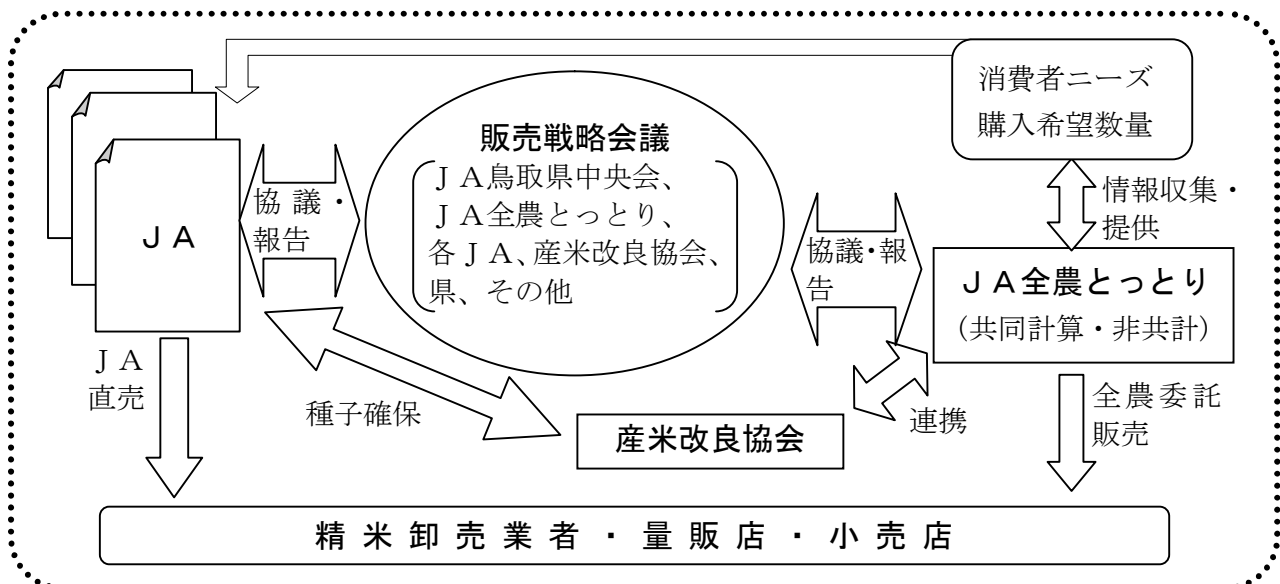 消費者ニーズ
購入希望数量
販売戦略会議
ＪＡ鳥取県中央会、
ＪＡ全農とっとり、
各ＪＡ、産米改良協会、
県、その他
ＪＡ
協議・
報告
協議・報
告
情報収集・
提供
ＪＡ全農とっとり
(共同計算・非共計)
ＪＡ
直売
種子確保
産米改良協会
連携
全農委託
販売
精米卸売業者・量販店・小売店